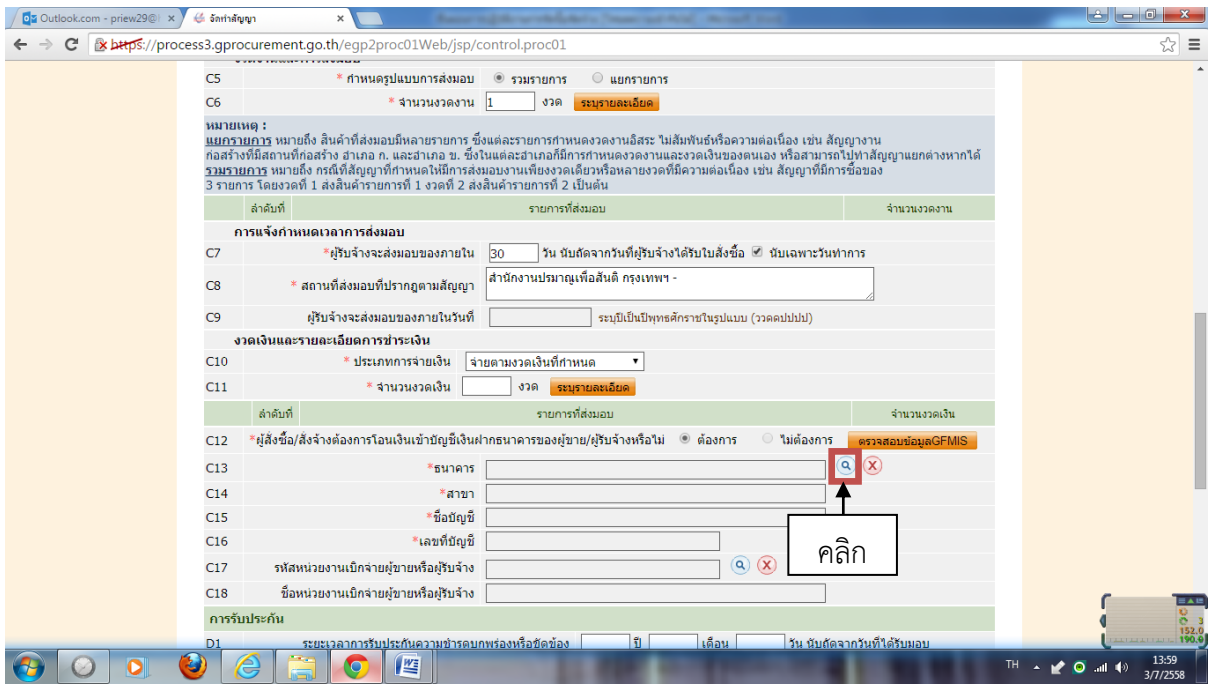 Outlook.com - priew29@
จัดทำสัญญา
https://process3.gprocurement.go.th/egp2proc01Web/jsp/control.proc01
C5 * กำหนดรูปแบบการส่งมอบ รวมรายการ แยกรายการ
C6 * จำนวนงวดงาน 1 งวด ระบุรายละเอียด
หมายเหตุ :
แยกรายการ หมายถึง สินค้าที่ส่งมอบมีหลายรายการ ซึ่งแต่ละรายการกำหนดงวดงานอิสระ ไม่สัมพันธ์หรือความต่อเนื่อง เช่น สัญญางาน
ก่อสร้างที่มีสถานที่ก่อสร้าง อำเภอ ก. และอำเภอ ข. ซึ่งในแต่ละอำเภอก็มีการกำหนดงวดงานและงวดเงินของตนเอง หรือสามารถไปทำสัญญาแยกต่างหากได้
รวมรายการ หมายถึง กรณีที่สัญญาที่กำหนดให้มีการส่งมอบงานเพียงงวดเดียวหรือหลายงวดที่มีความต่อเนื่อง เช่น สัญญาที่มีการซื้อของ
3 รายการ โดยงวดที่ 1 ส่งสินค้ารายการที่ 1 งวดที่ 2 ส่งสินค้ารายการที่ 2 เป็นต้น
ลำดับที่ รายการที่ส่งมอบ จำนวนงวดงาน
การแจ้งกำหนดเวลาการส่งมอบ
C7 *ผู้รับจ้างจะส่งมอบของภายใน 30 วัน นับถัดจากวันที่ผู้รับจ้างได้รับใบสั่งซื้อ นับเฉพาะวันทำการ
C8 * สถานที่ส่งมอบที่ปรากฏตามสัญญา สำนักงานปรมาณูเพื่อสันติ กรุงเทพฯ -
C9 ผู้รับจ้างจะส่งมอบของภายในวันที่ ระบุปีเป็นปีพุทธศักราชในรูปแบบ (ววดดปปปป)
งวดเงินและรายละเอียดการชำระเงิน
C10 * ประเภทการจ่ายเงิน จ่ายตามงวดเงินที่กำหนด
C11 * จำนวนงวดเงิน งวด ระบุรายละเอียด
ลำดับที่ รายการที่ส่งมอบ จำนวนงวดเงิน
C12 *ผู้สั่งซื้อ/สั่งจ้างต้องการโอนเงินเข้าบัญชีเงินฝากธนาคารของผู้ขาย/ผู้รับจ้างหรือไม่ ต้องการ ไม่ต้องการ ตรวจสอบข้อมูลGFMIS
C13 *ธนาคาร
C14 *สาขา
C15 *ชื่อบัญชี
C16 *เลขที่บัญชี
คลิก
C17 รหัสหน่วยงานเบิกจ่ายผู้ขายหรือผู้รับจ้าง
C18 ชื่อหน่วยงานเบิกจ่ายผู้ขายหรือผู้รับจ้าง
การรับประกัน
D1 ระยะเวลาการรับประกันความชำรุดบกพร่องหรือขัดข้อง ปี เดือน วัน นับถัดจากวันที่ได้รับมอบ
3
152.0
190.0
TH 13:59
3/7/2558